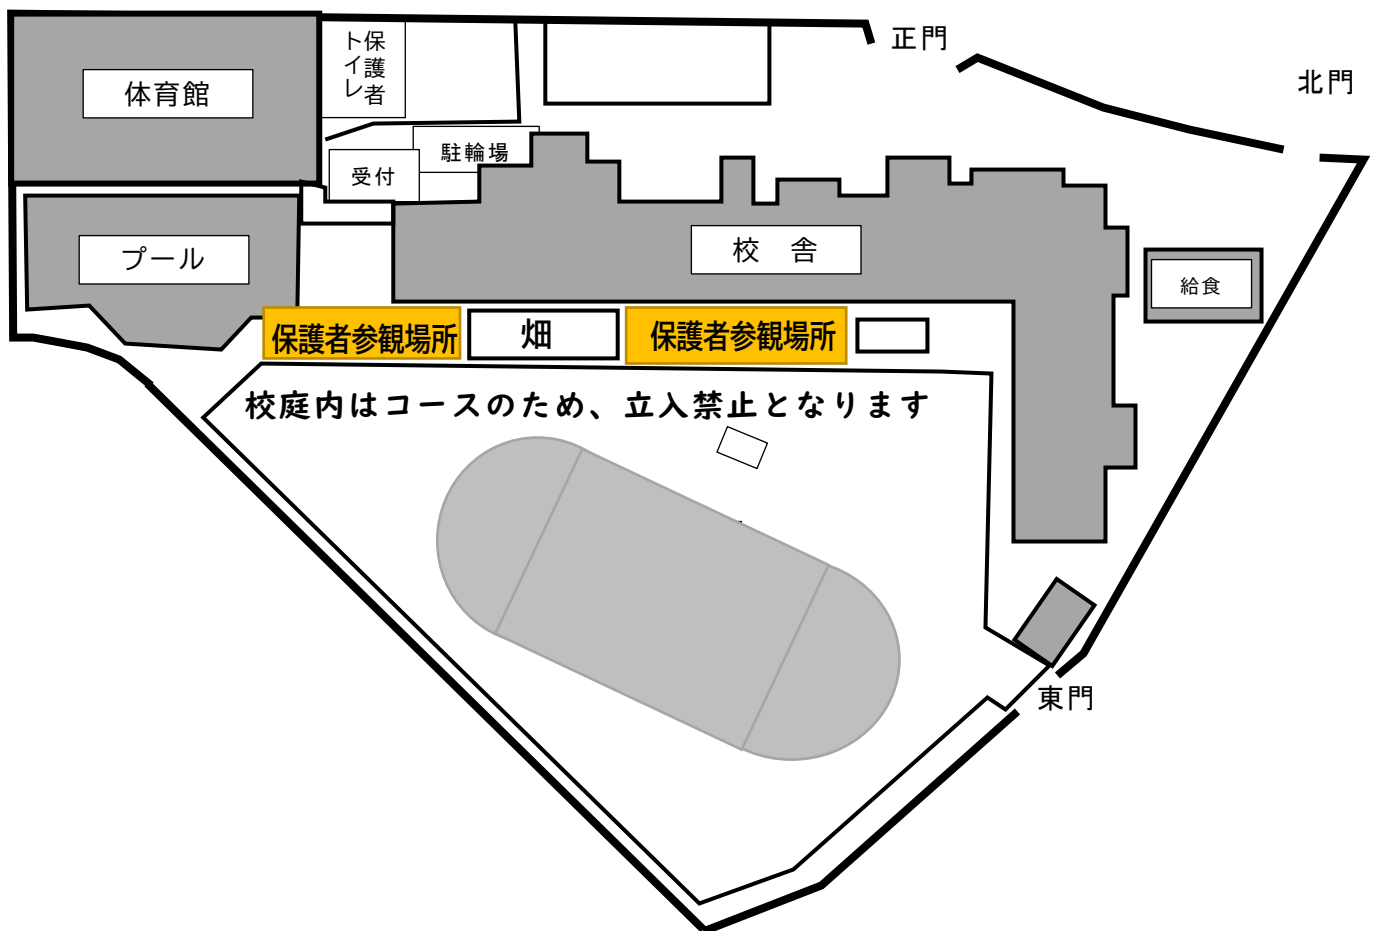 正門
北門
保護者
トイレ
体育館
駐輪場
受付
プール
校　舎
給食
保護者参観場所
畑
保護者参観場所
校庭内はコースのため、立入禁止となります
東門